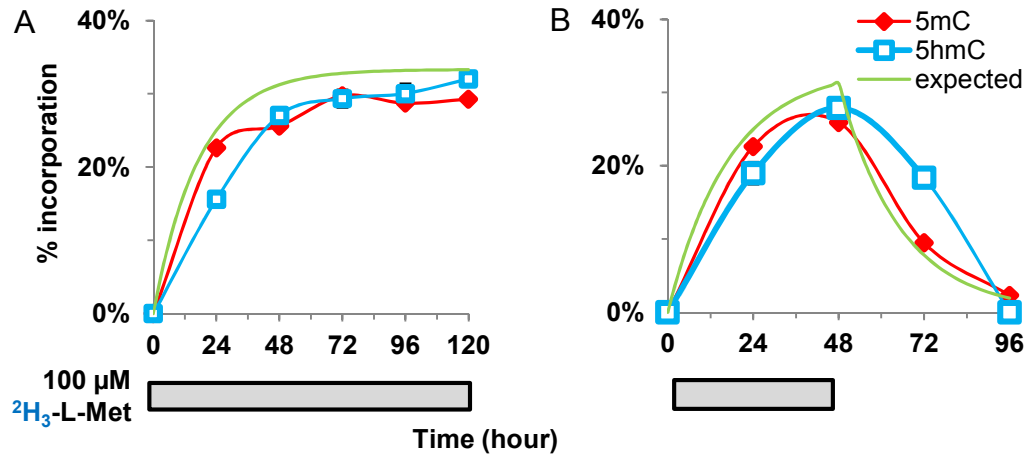 A
B
40%
20%
0%
% incorporation
0 24 48 72 96 120
40%
20%
0%
0 24 48 72 96
5mC
5hmC
expected
100 µM
²H₃-L-Met
Time (hour)